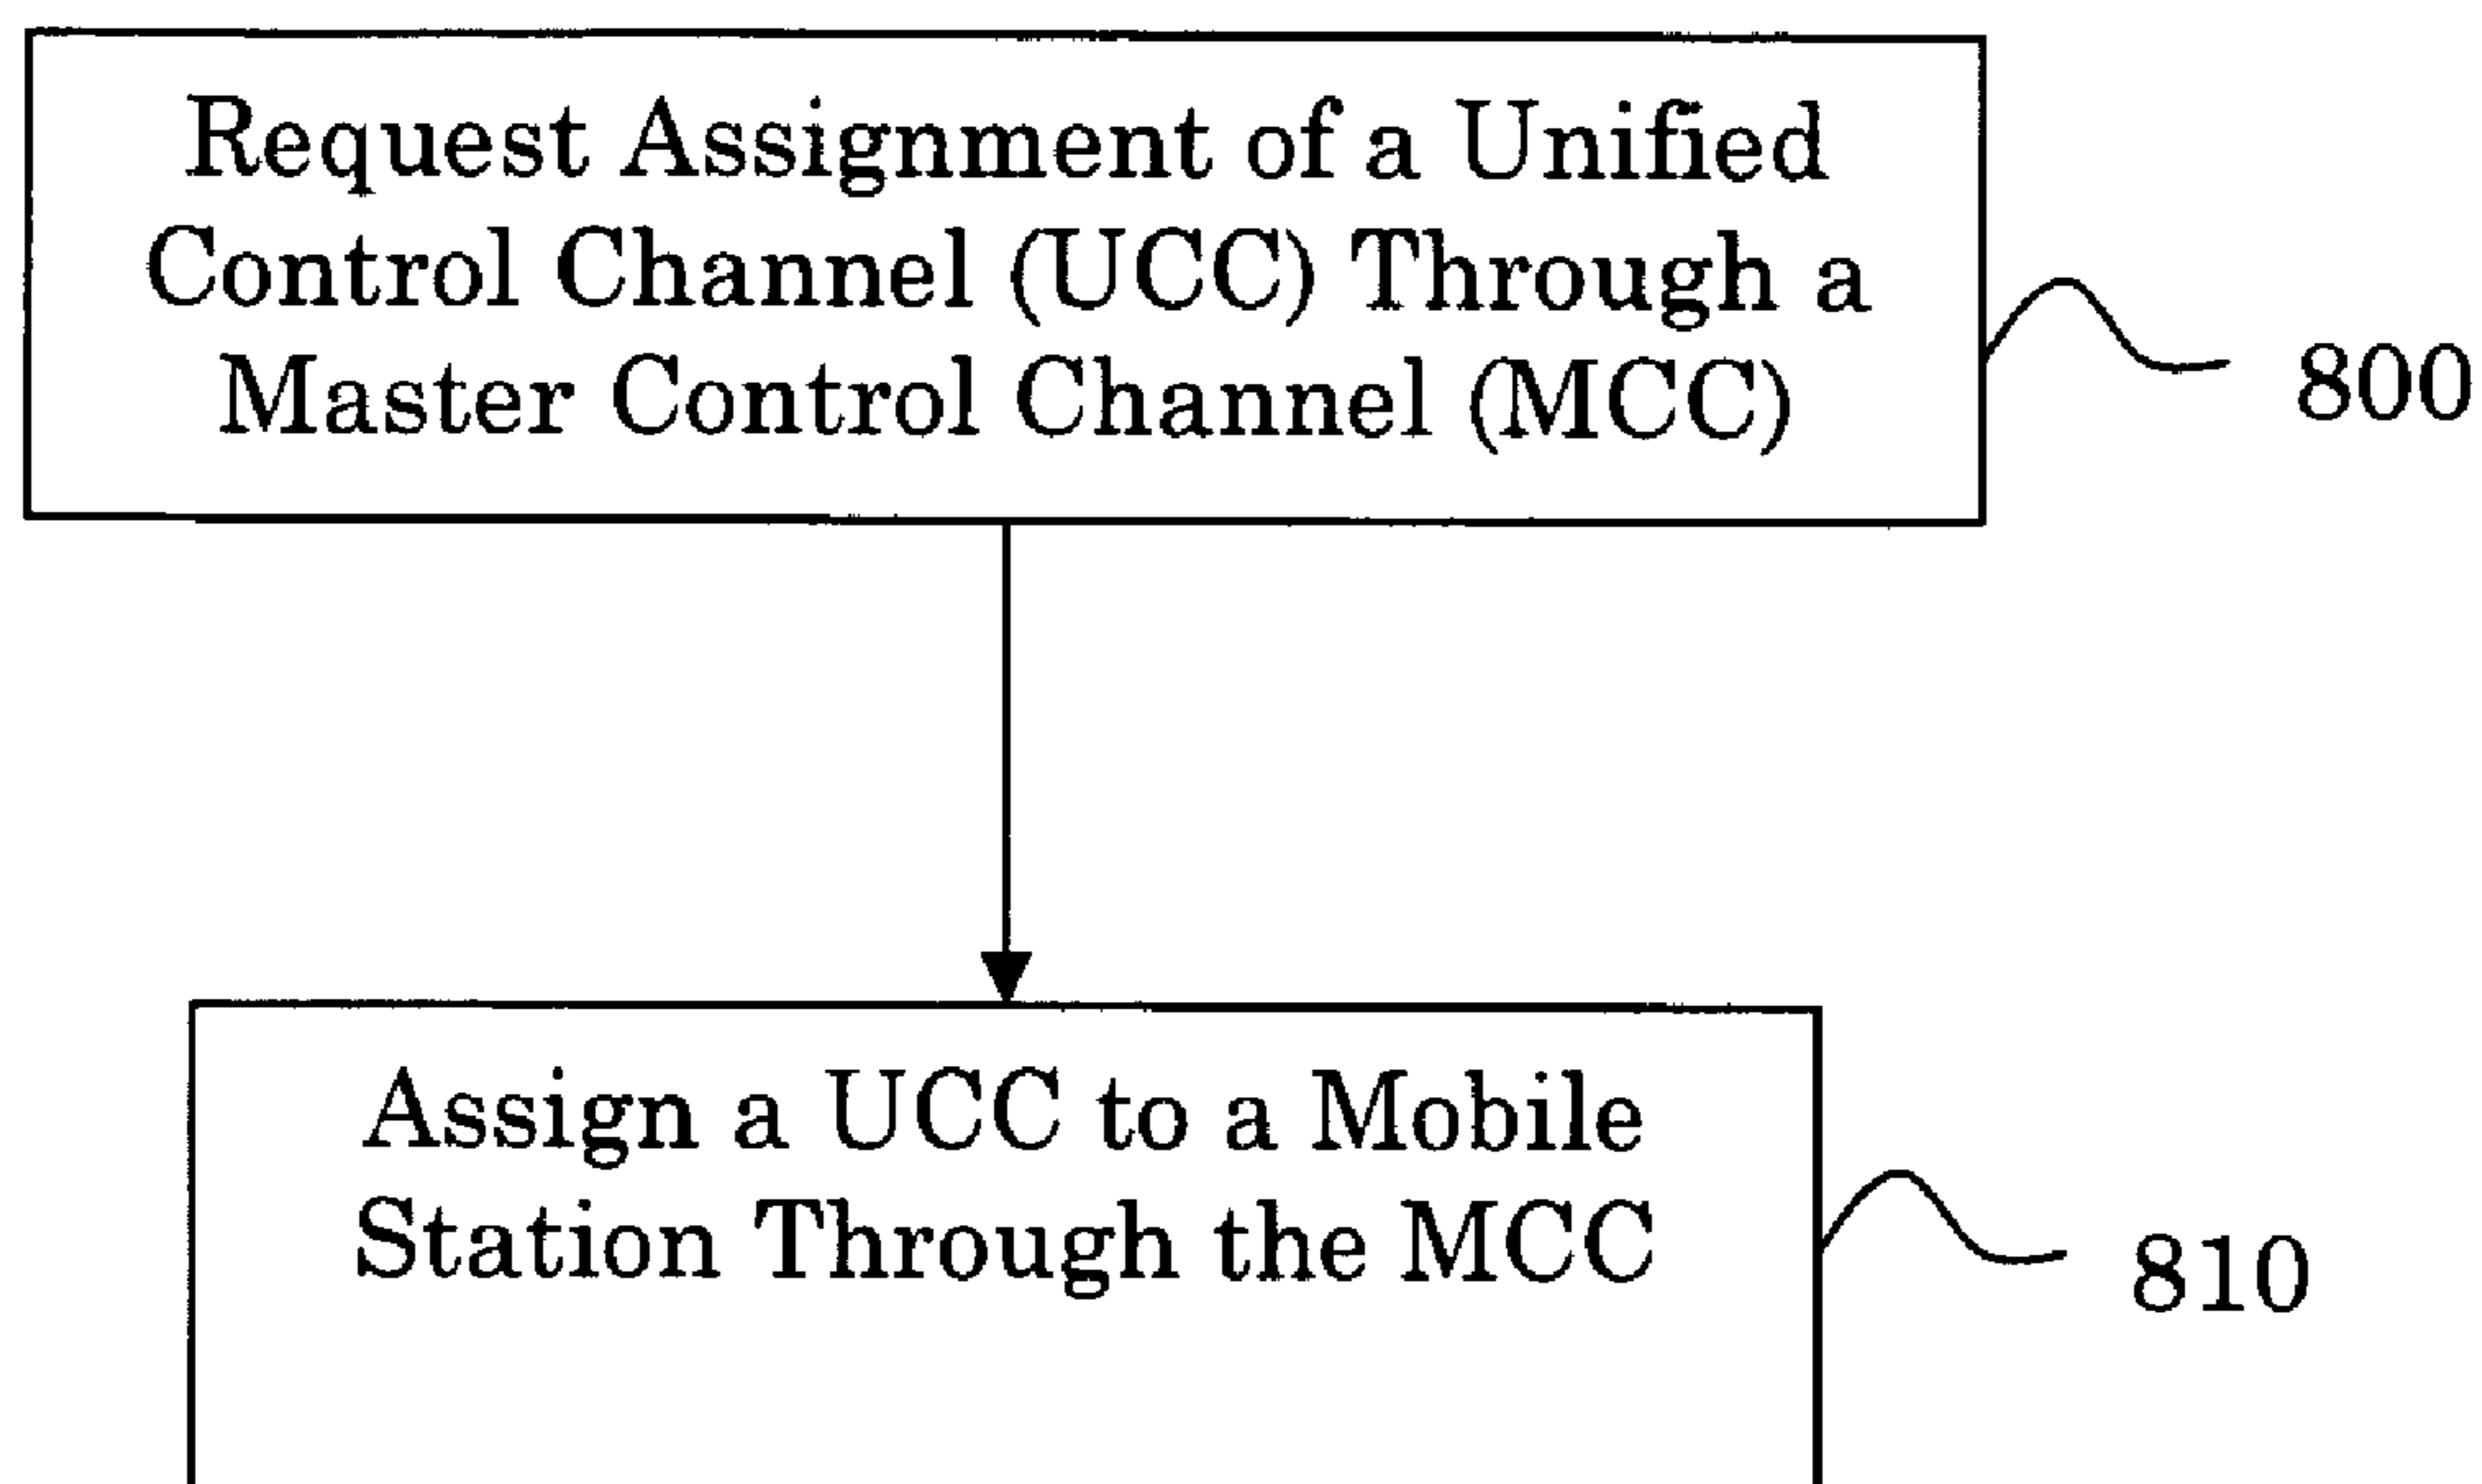 Request Assignment of a Unified
Control Channel (UCC) Through a
Master Control Channel (MCC)
800
Assign a UCC to a Mobile
Station Through the MCC
810